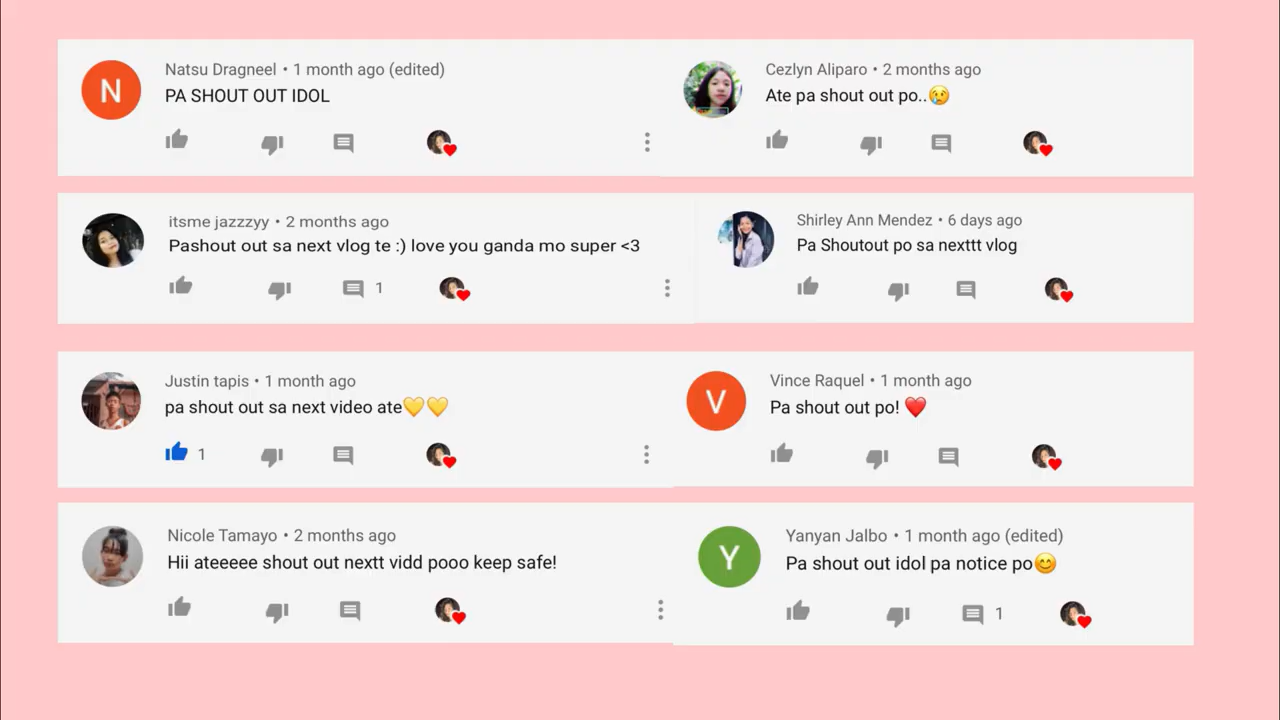 N
Natsu Dragneel • 1 month ago (edited)
PA SHOUT OUT IDOL
Cezlyn Aliparo • 2 months ago
Ate pa shout out po..😢
itsme jazzzyy • 2 months ago
Pashout out sa next vlog te :) love you ganda mo super <3
1
Shirley Ann Mendez • 6 days ago
Pa Shoutout po sa nexttt vlog
Justin tapis • 1 month ago
pa shout out sa next video ate💛💛
1
V
Vince Raquel • 1 month ago
Pa shout out po! ❤️
Nicole Tamayo • 2 months ago
Hii ateeeee shout out nextt vidd pooo keep safe!
Y
Yanyan Jalbo • 1 month ago (edited)
Pa shout out idol pa notice po😊
1